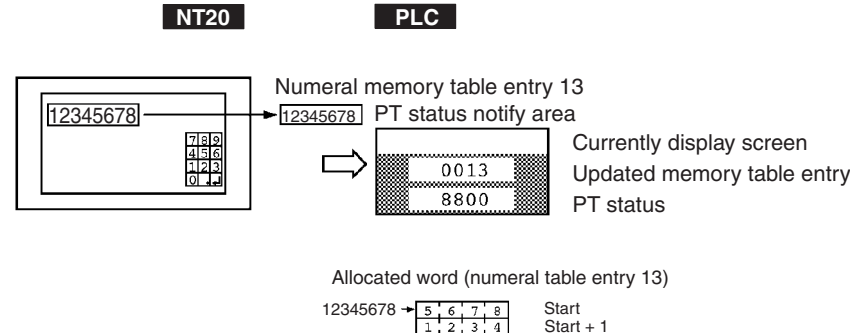 NT20 PLC
Numeral memory table entry 13
12345678 12345678 PT status notify area
7 8 9
4 5 6
1 2 3
0 . ↵
Currently display screen
0013 Updated memory table entry
8800 PT status
Allocated word (numeral table entry 13)
12345678 5 6 7 8 Start
1 2 3 4 Start + 1